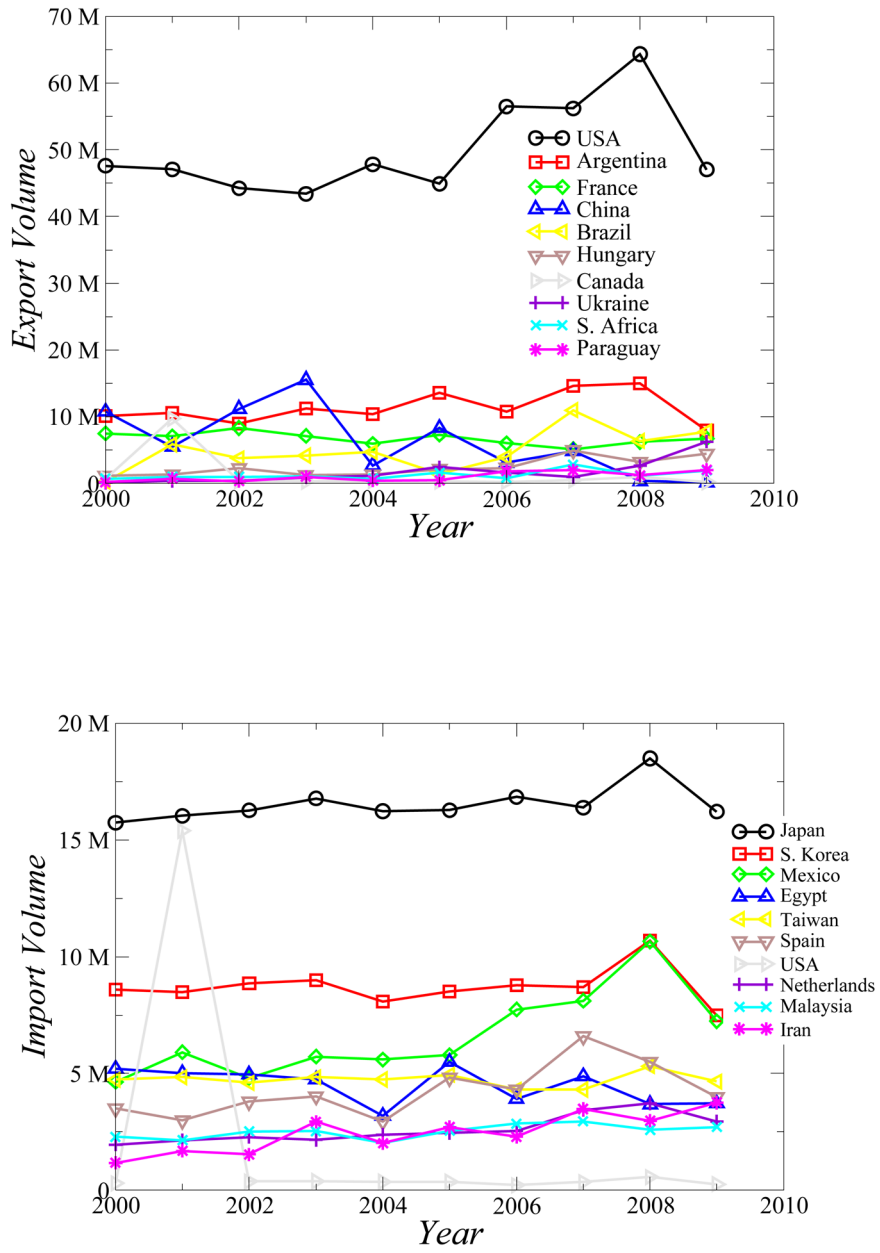 70 M
60 M
50 M
40 M
30 M
20 M
10 M
0
Export Volume
USA
Argentina
France
China
Brazil
Hungary
Canada
Ukraine
S. Africa
Paraguay
2000 2002 2004 2006 2008 2010
Year
20 M
15 M
10 M
5 M
0
Import Volume
Japan
S. Korea
Mexico
Egypt
Taiwan
Spain
USA
Netherlands
Malaysia
Iran
2000 2002 2004 2006 2008 2010
Year